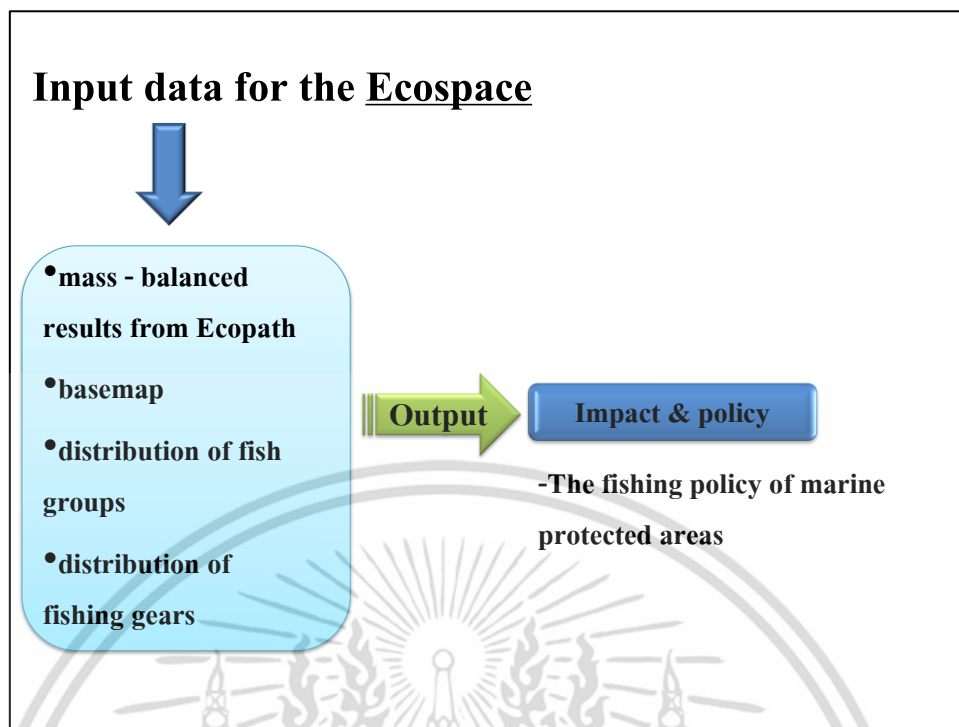 Input data for the Ecospace
•mass - balanced
results from Ecopath
•basemap
•distribution of fish
groups
•distribution of
fishing gears
Output
Impact & policy
-The fishing policy of marine
protected areas